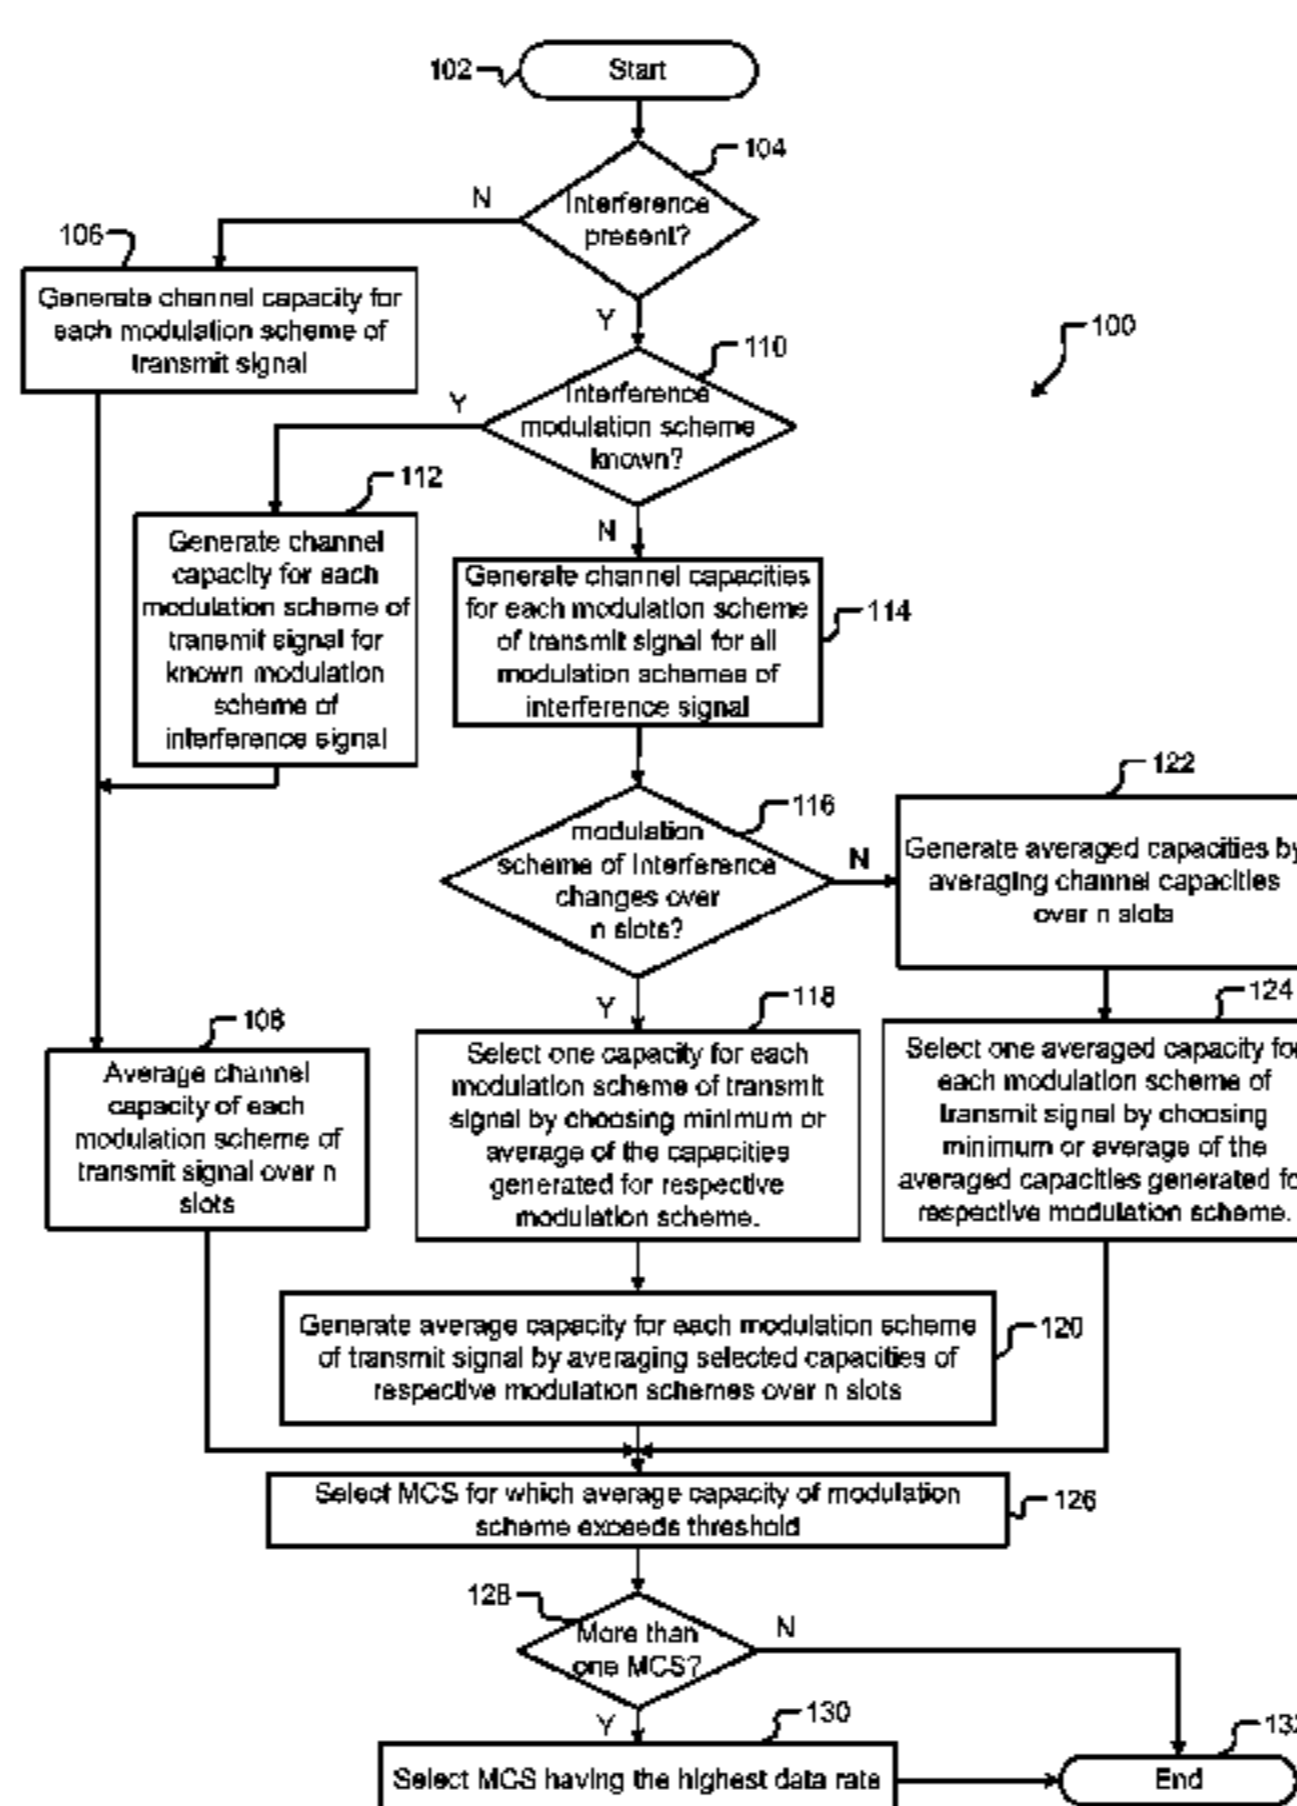 102
Start
104
N
Interference
present?
106
Generate channel capacity for
each modulation scheme of
transmit signal
Y
100
110
Y
Interference
modulation scheme
known?
112
Generate channel
capacity for each
modulation scheme of
transmit signal for
known modulation
scheme of
interference signal
N
Generate channel capacities
for each modulation scheme
of transmit signal for all
modulation schemes of
interference signal
114
116
modulation
scheme of Interference
changes over
n slots?
N
122
Generate averaged capacities by
averaging channel capacities
over n slots
Y
108
Average channel
capacity of each
modulation scheme of
transmit signal over n
slots
118
Select one capacity for each
modulation scheme of transmit
signal by choosing minimum or
average of the capacities
generated for respective
modulation scheme.
124
Select one averaged capacity for
each modulation scheme of
transmit signal by choosing
minimum or average of the
averaged capacities generated fo
respective modulation scheme.
Generate average capacity for each modulation scheme
of transmit signal by averaging selected capacities of
respective modulation schemes over n slots
120
Select MCS for which average capacity of modulation
scheme exceeds threshold
126
128
More than
one MCS?
N
Y
130
Select MCS having the highest data rate
End